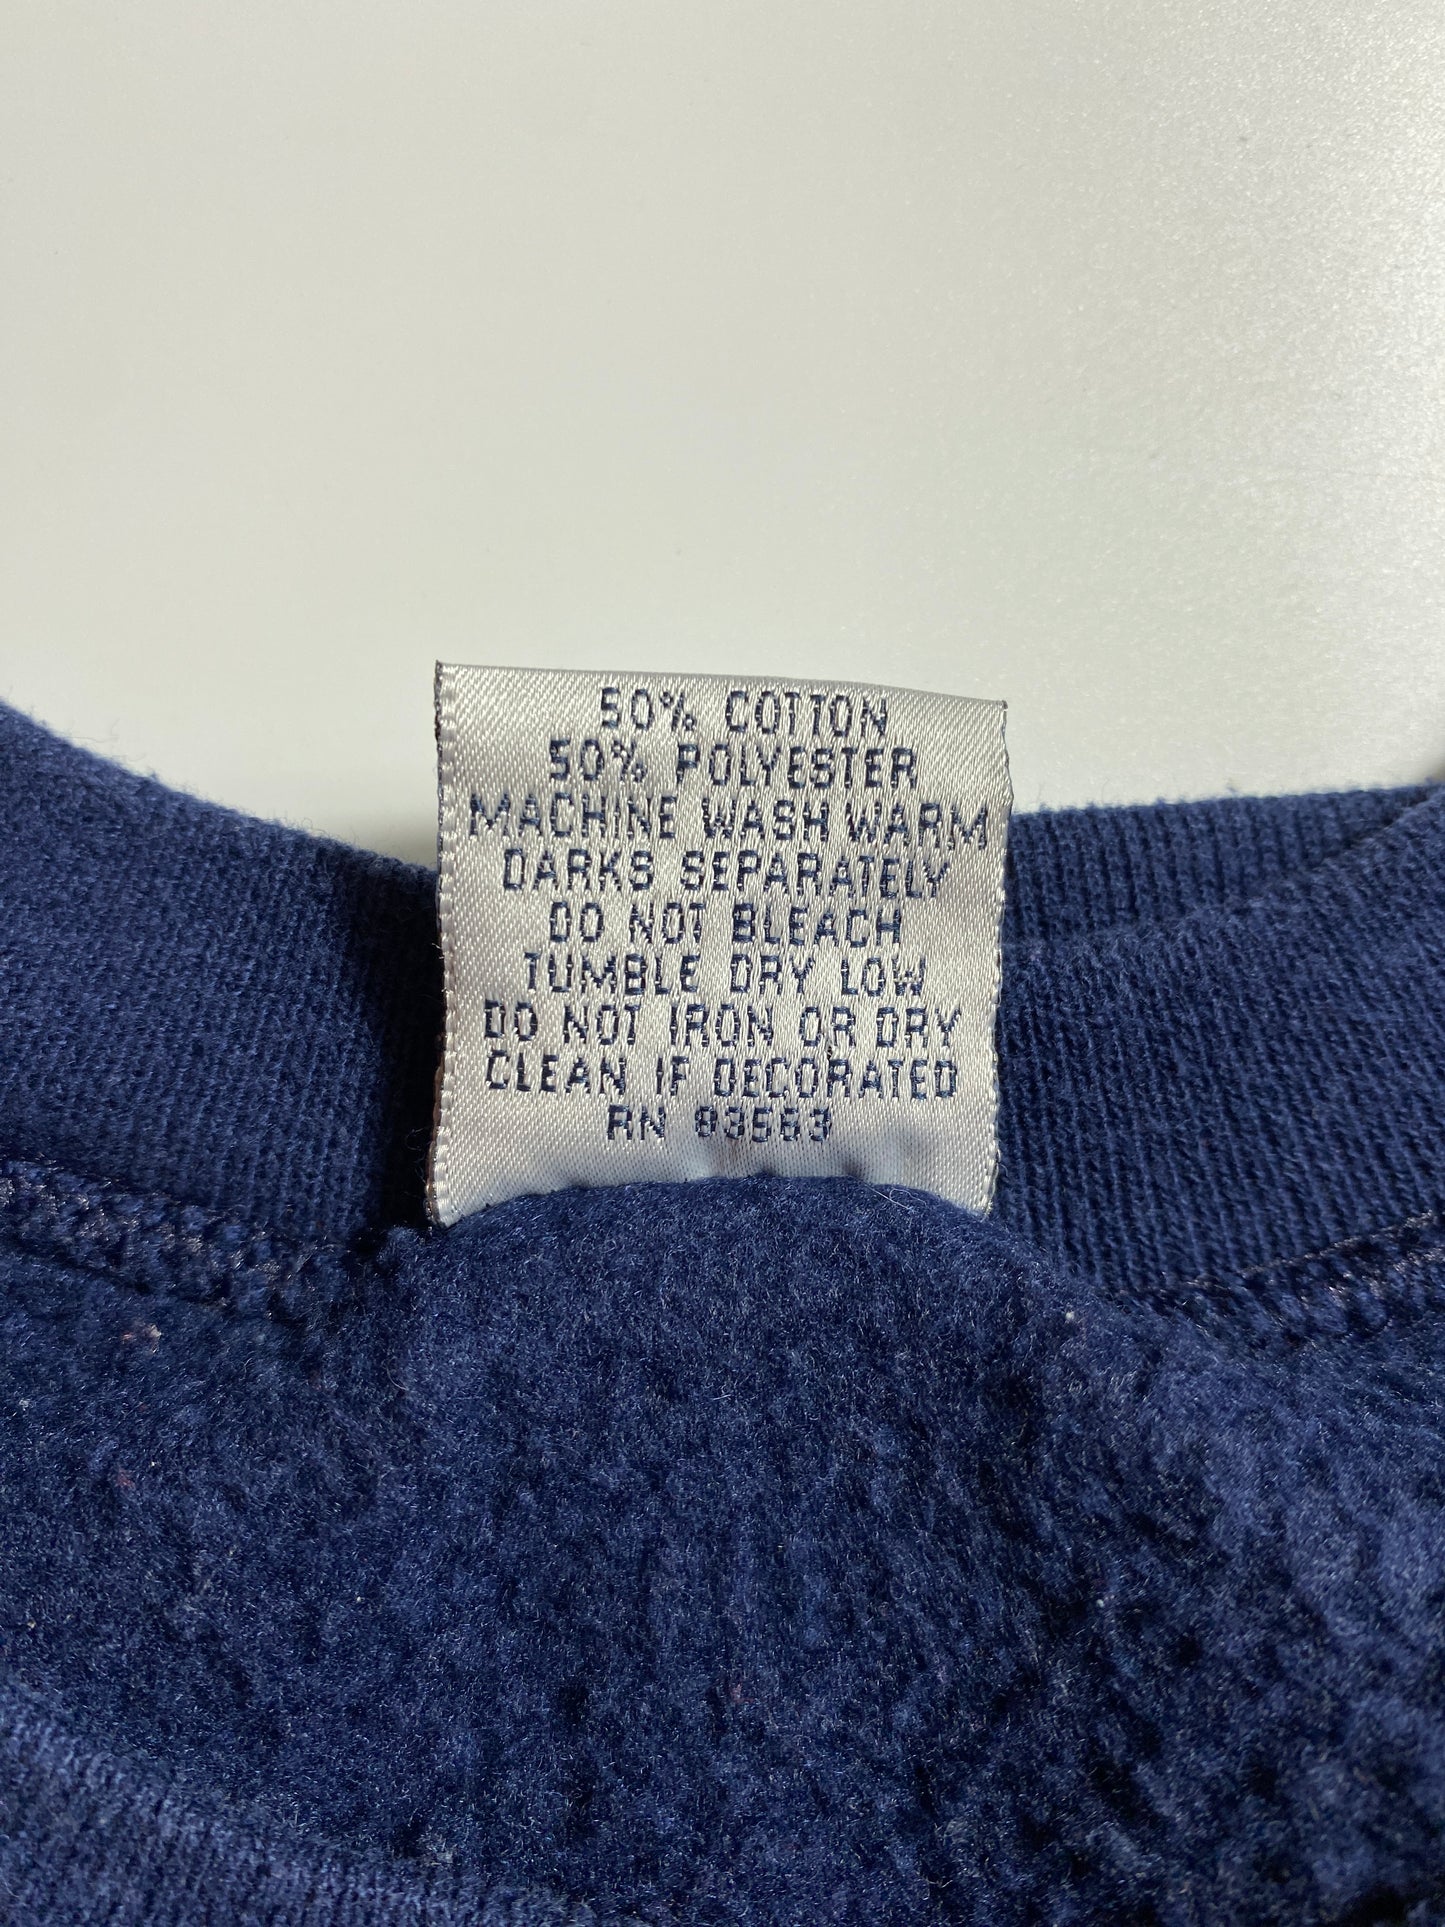 50% COTTON
50% POLYESTER
MACHINE WASH WARM
DARKS SEPARATELY
DO NOT BLEACH
TUMBLE DRY LOW
DO NOT IRON OR DRY
CLEAN IF DECORATED
RN 93563